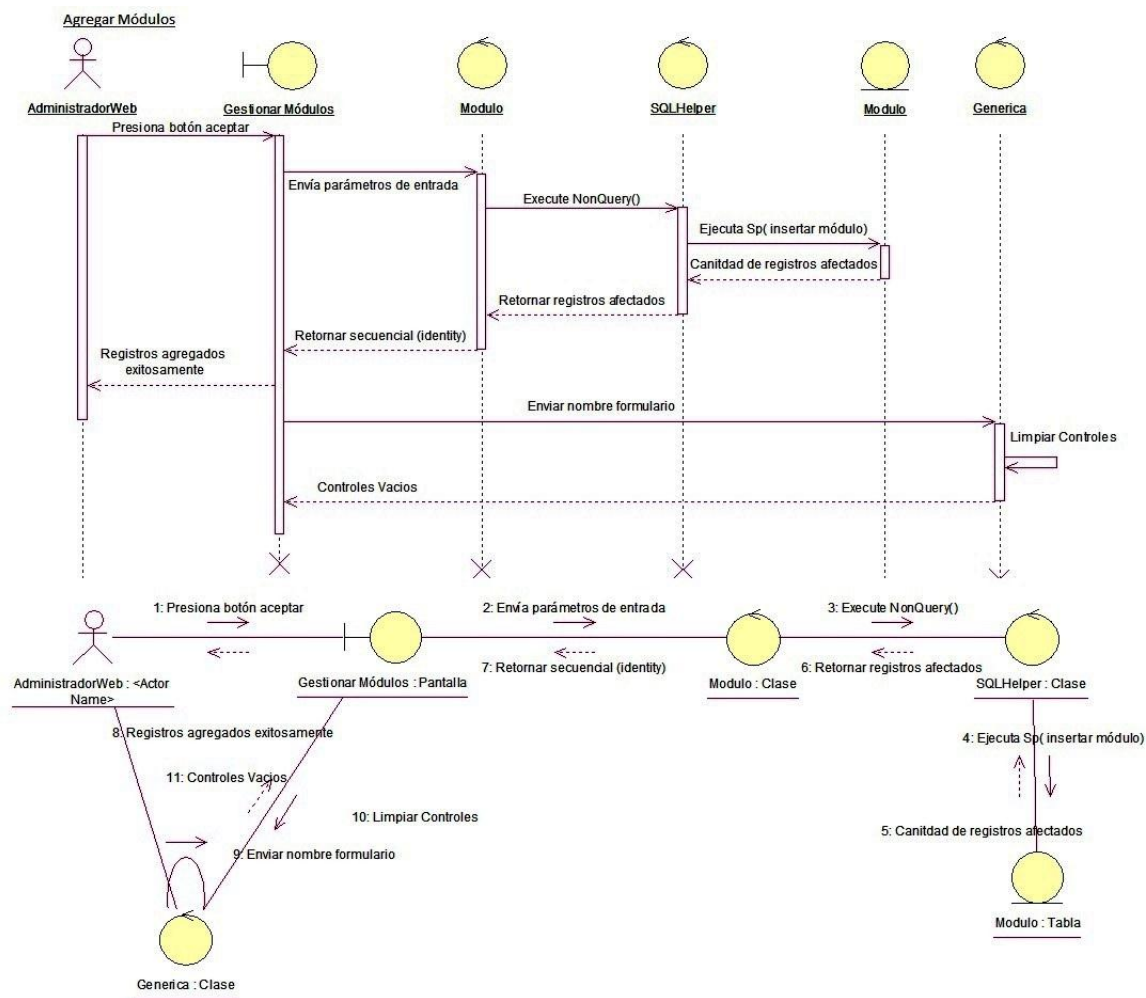 Agregar Módulos
AdministradorWeb
Gestionar Módulos
Modulo
SQLHelper
Modulo
Generica
Presiona botón aceptar
Envía parámetros de entrada
Execute NonQuery()
Ejecuta Sp( insertar módulo)
Canitdad de registros afectados
Retornar registros afectados
Retornar secuencial (identity)
Registros agregados
exitosamente
Enviar nombre formulario
Limpiar Controles
Controles Vacios
1: Presiona botón aceptar
2: Envía parámetros de entrada
3: Execute NonQuery()
7: Retornar secuencial (identity)
6: Retornar registros afectados
AdministradorWeb : <Actor
Name>
Gestionar Módulos : Pantalla
Modulo : Clase
SQLHelper : Clase
8: Registros agregados exitosamente
4: Ejecuta Sp( insertar módulo)
11: Controles Vacios
10: Limpiar Controles
5: Canitdad de registros afectados
9: Enviar nombre formulario
Modulo : Tabla
Generica : Clase